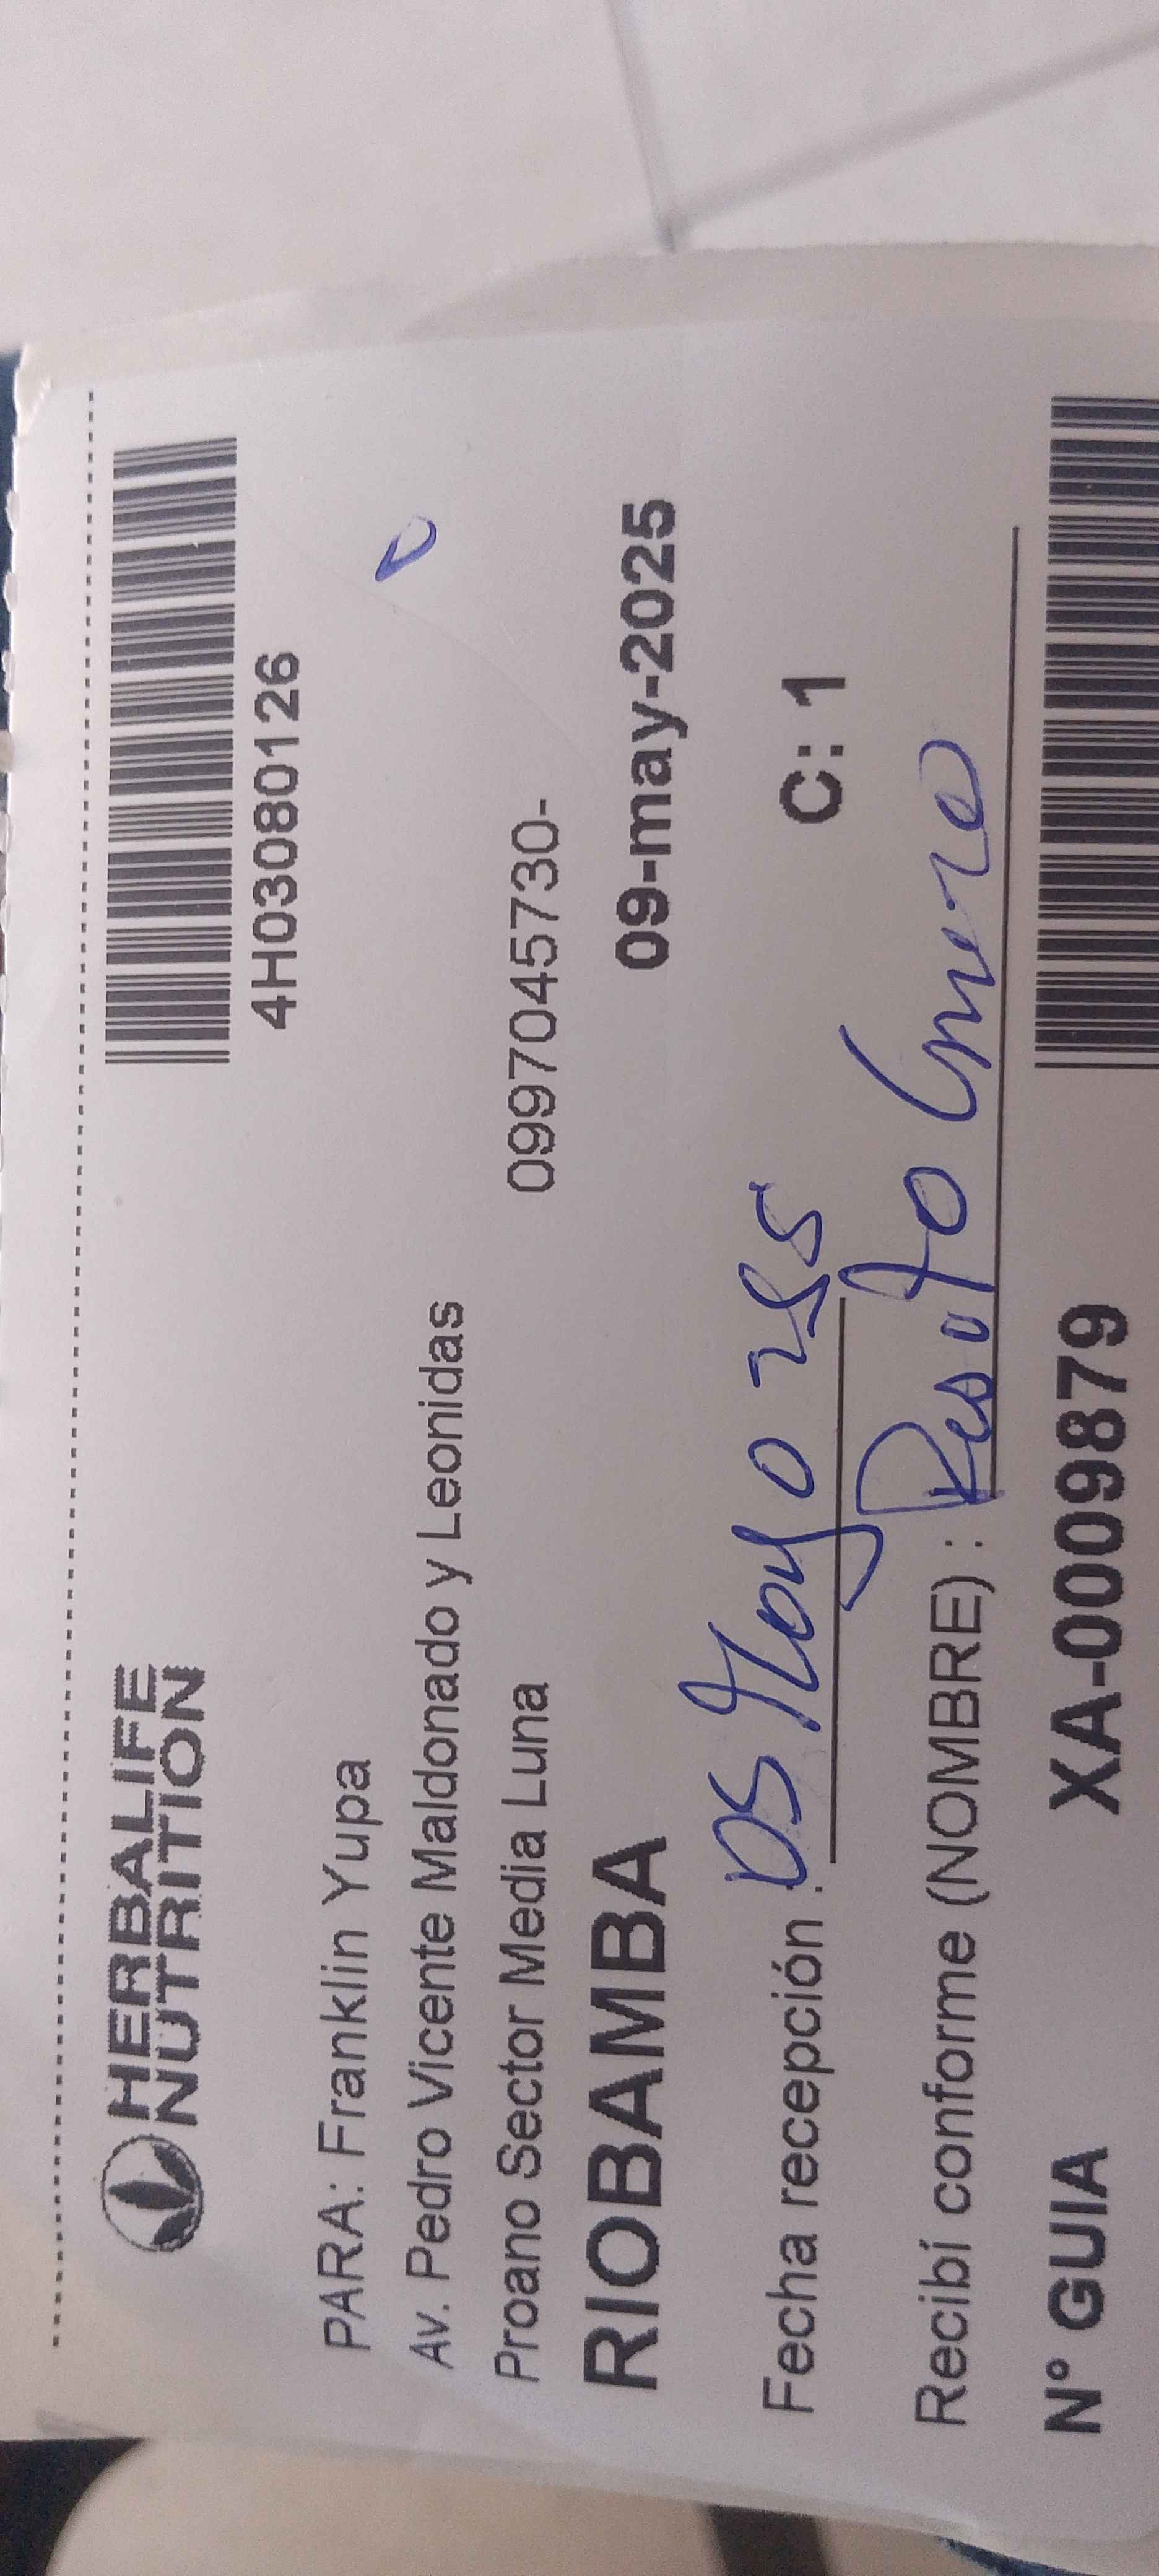 HERBALIFE
NUTRITION
4H03080126
PARA: Franklin Yupa
Av. Pedro Vicente Maldonado y Leonidas
Proano Sector Media Luna
0997045730-
RIOBAMBA
09-may-2025
Fecha recepción :
C: 1
Recibí conforme (NOMBRE) :
N° GUIA
XA-0009879